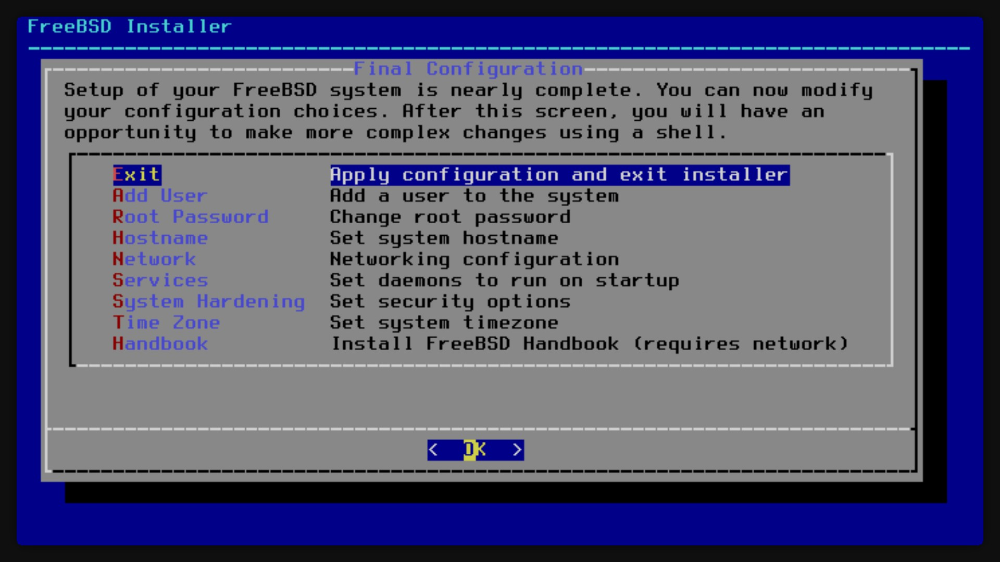 FreeBSD Installer
Final Configuration
Setup of your FreeBSD system is nearly complete. You can now modify
your configuration choices. After this screen, you will have an
opportunity to make more complex changes using a shell.
Exit Apply configuration and exit installer
Add User Add a user to the system
Root Password Change root password
Hostname Set system hostname
Network Networking configuration
Services Set daemons to run on startup
System Hardening Set security options
Time Zone Set system timezone
Handbook Install FreeBSD Handbook (requires network)
< OK >